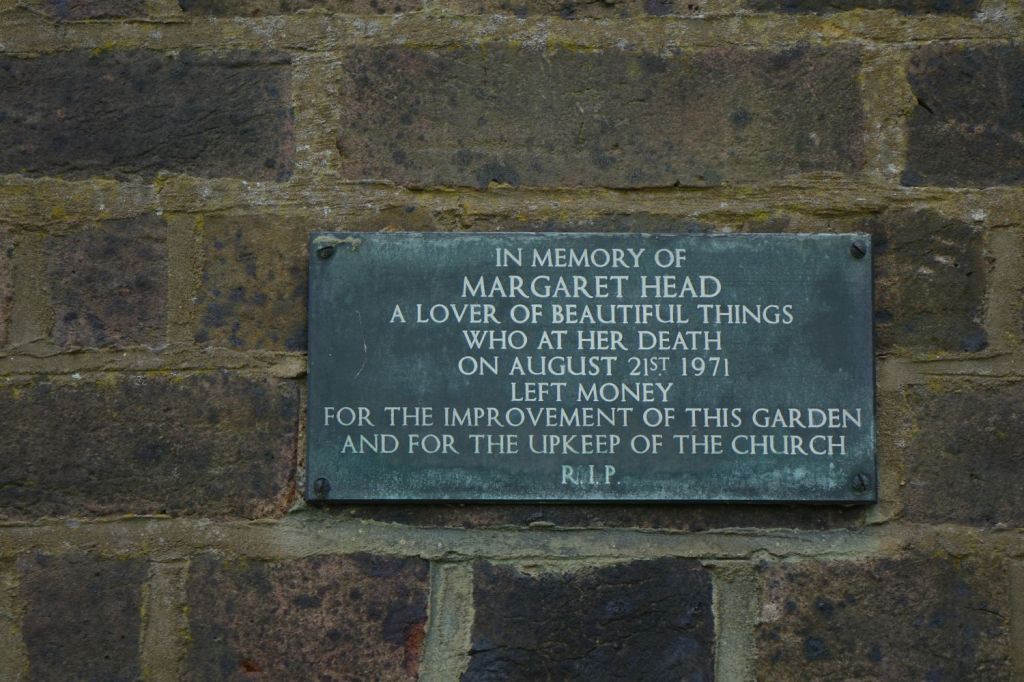 IN MEMORY OF
MARGARET HEAD
A LOVER OF BEAUTIFUL THINGS
WHO AT HER DEATH
ON AUGUST 21ST 1971
LEFT MONEY
FOR THE IMPROVEMENT OF THIS GARDEN
AND FOR THE UPKEEP OF THE CHURCH
R.I.P.